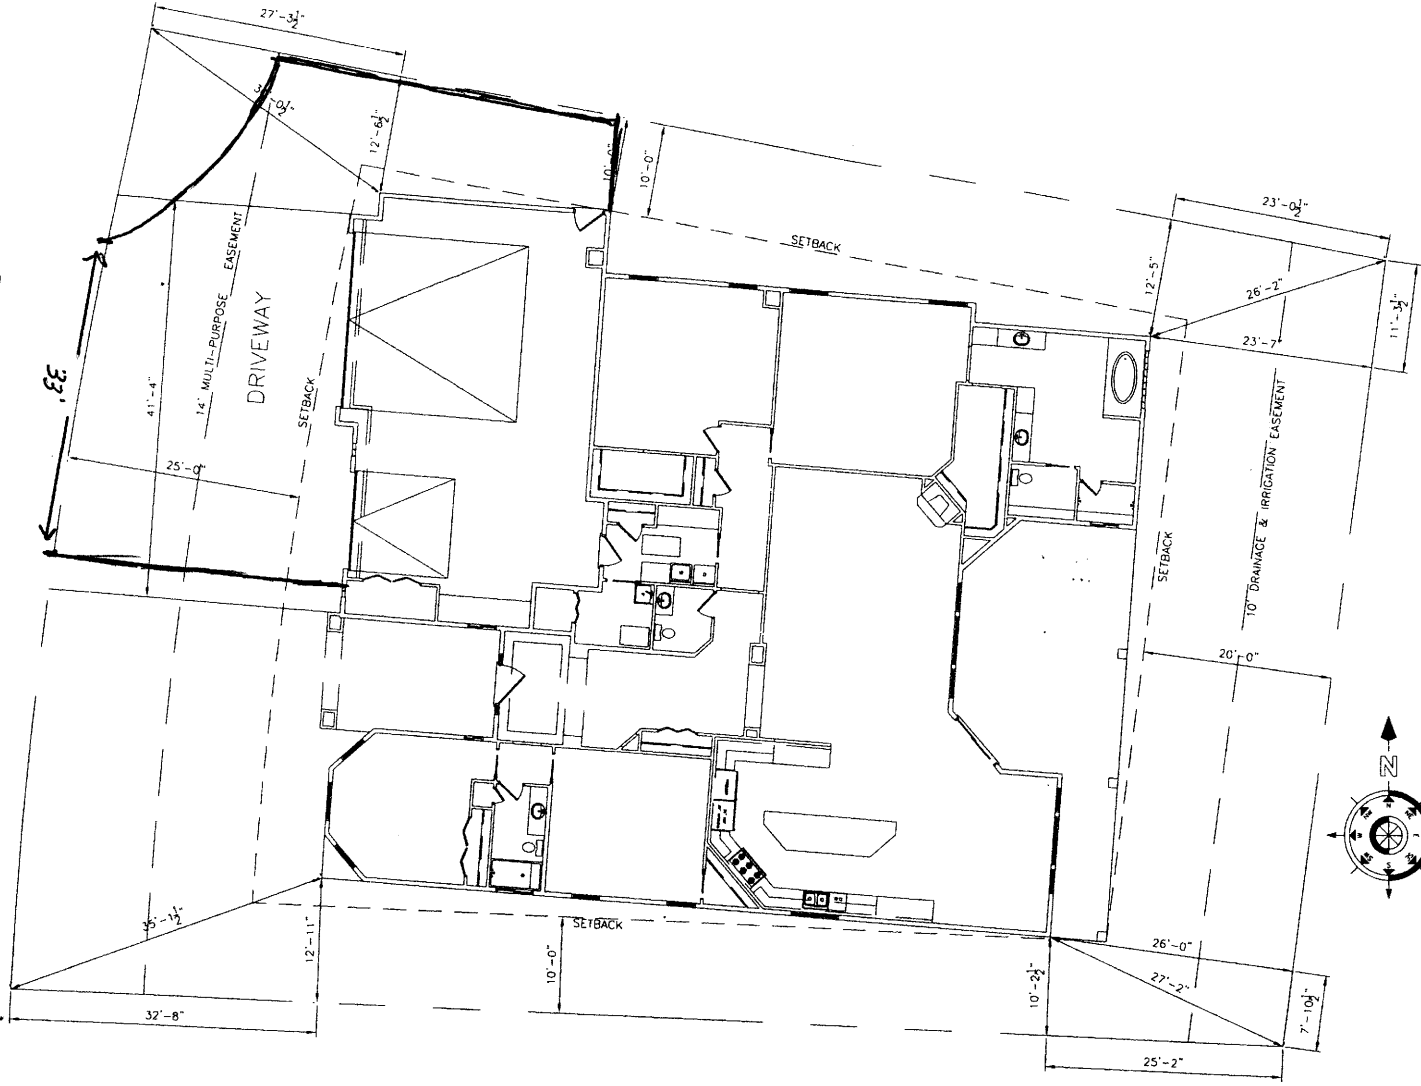 27'-3½"
3 '-0½"
12'-6½"
10'-0"
10'-0"
SETBACK
23'-0½"
12'-5"
26'-2"
11'-3½"
23'-7
33'
41'-4"
14' MULTI-PURPOSE EASEMENT
DRIVEWAY
SETBACK
25'-0"
10' DRAINAGE & IRRIGATION EASEMENT
SETBACK
20'-0"
N
N
W
S
35'-1½"
12'-11"
32'-8"
SETBACK
10'-0"
10'-2½"
26'-0"
27'-2"
7'-10½"
25'-2"